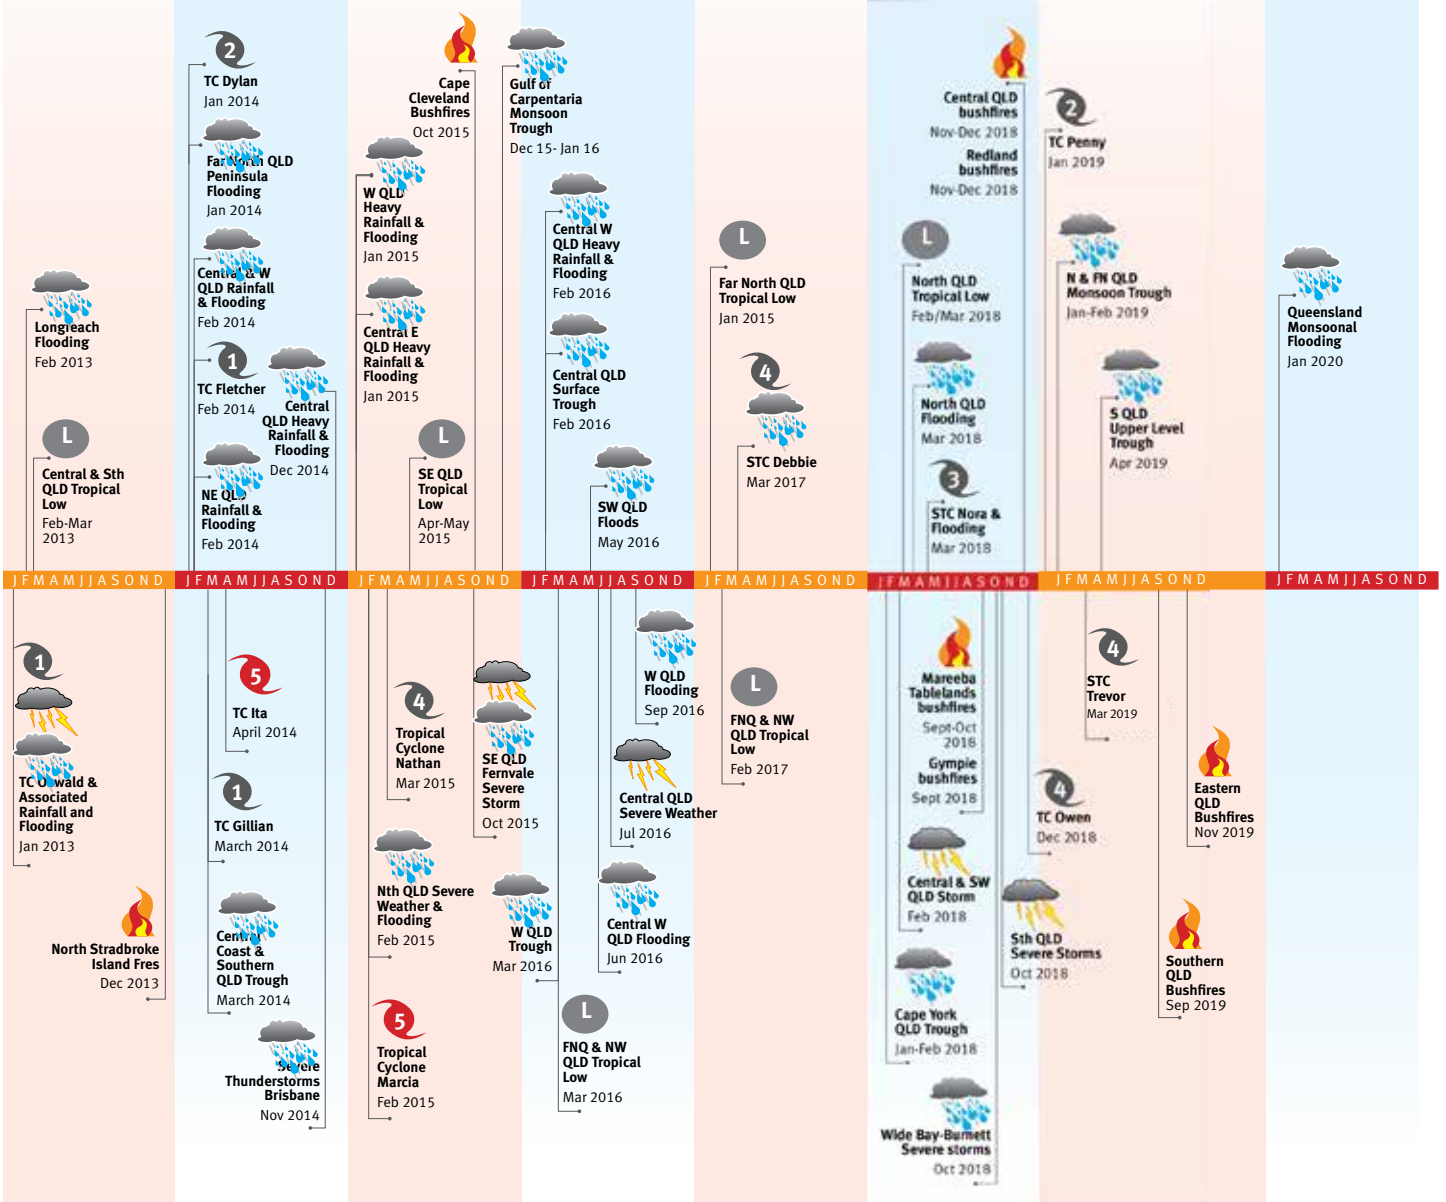 2
TC Dylan
Jan 2014
Far North QLD
Peninsula
Flooding
Jan 2014
Central & W
QLD Rainfall
& Flooding
Feb 2014
1
TC Fletcher
Feb 2014
NE QLD
Rainfall &
Flooding
Feb 2014
Central
QLD Heavy
Rainfall &
Flooding
Dec 2014
Longreach
Flooding
Feb 2013
L
Central & Sth
QLD Tropical
Low
Feb-Mar
2013
Cape
Cleveland
Bushfires
Oct 2015
W QLD
Heavy
Rainfall &
Flooding
Jan 2015
Central E
QLD Heavy
Rainfall &
Flooding
Jan 2015
L
SE QLD
Tropical
Low
Apr-May
2015
Gulf of
Carpentaria
Monsoon
Trough
Dec 15- Jan 16
Central W
QLD Heavy
Rainfall &
Flooding
Feb 2016
Central QLD
Surface
Trough
Feb 2016
SW QLD
Floods
May 2016
L
Far North QLD
Tropical Low
Jan 2015
4
STC Debbie
Mar 2017
Central QLD
bushfires
Nov-Dec 2018
Redland
bushfires
Nov-Dec 2018
L
North QLD
Tropical Low
Feb/Mar 2018
North QLD
Flooding
Mar 2018
3
STC Nora &
Flooding
Mar 2018
2
TC Penny
Jan 2019
N & FN QLD
Monsoon Trough
Jan-Feb 2019
S QLD
Upper Level
Trough
Apr 2019
Queensland
Monsoonal
Flooding
Jan 2020
J F M A M J J A S O N D
J F M A M J J A S O N D
J F M A M J J A S O N D
J F M A M J J A S O N D
J F M A M J J A S O N D
J F M A M J J A S O N D
J F M A M J J A S O N D
J F M A M J J A S O N D
1
TC Oswald &
Associated
Rainfall and
Flooding
Jan 2013
North Stradbroke
Island Fres
Dec 2013
5
TC Ita
April 2014
1
TC Gillian
March 2014
Central
Coast &
Southern
QLD Trough
March 2014
Severe
Thunderstorms
Brisbane
Nov 2014
4
Tropical
Cyclone
Nathan
Mar 2015
Nth QLD Severe
Weather &
Flooding
Feb 2015
5
Tropical
Cyclone
Marcia
Feb 2015
SE QLD
Fernvale
Severe
Storm
Oct 2015
W QLD
Trough
Mar 2016
L
FNQ & NW
QLD Tropical
Low
Mar 2016
W QLD
Flooding
Sep 2016
Central QLD
Severe Weather
Jul 2016
Central W
QLD Flooding
Jun 2016
L
FNQ & NW
QLD Tropical
Low
Feb 2017
Mareeba
Tablelands
bushfires
Sept-Oct
2018
Gympie
bushfires
Sept 2018
Central & SW
QLD Storm
Feb 2018
Cape York
QLD Trough
Jan-Feb 2018
Wide Bay-Burnett
Severe storms
Oct 2018
4
TC Owen
Dec 2018
Sth QLD
Severe Storms
Oct 2018
4
STC
Trevor
Mar 2019
Eastern
QLD
Bushfires
Nov 2019
Southern
QLD
Bushfires
Sep 2019